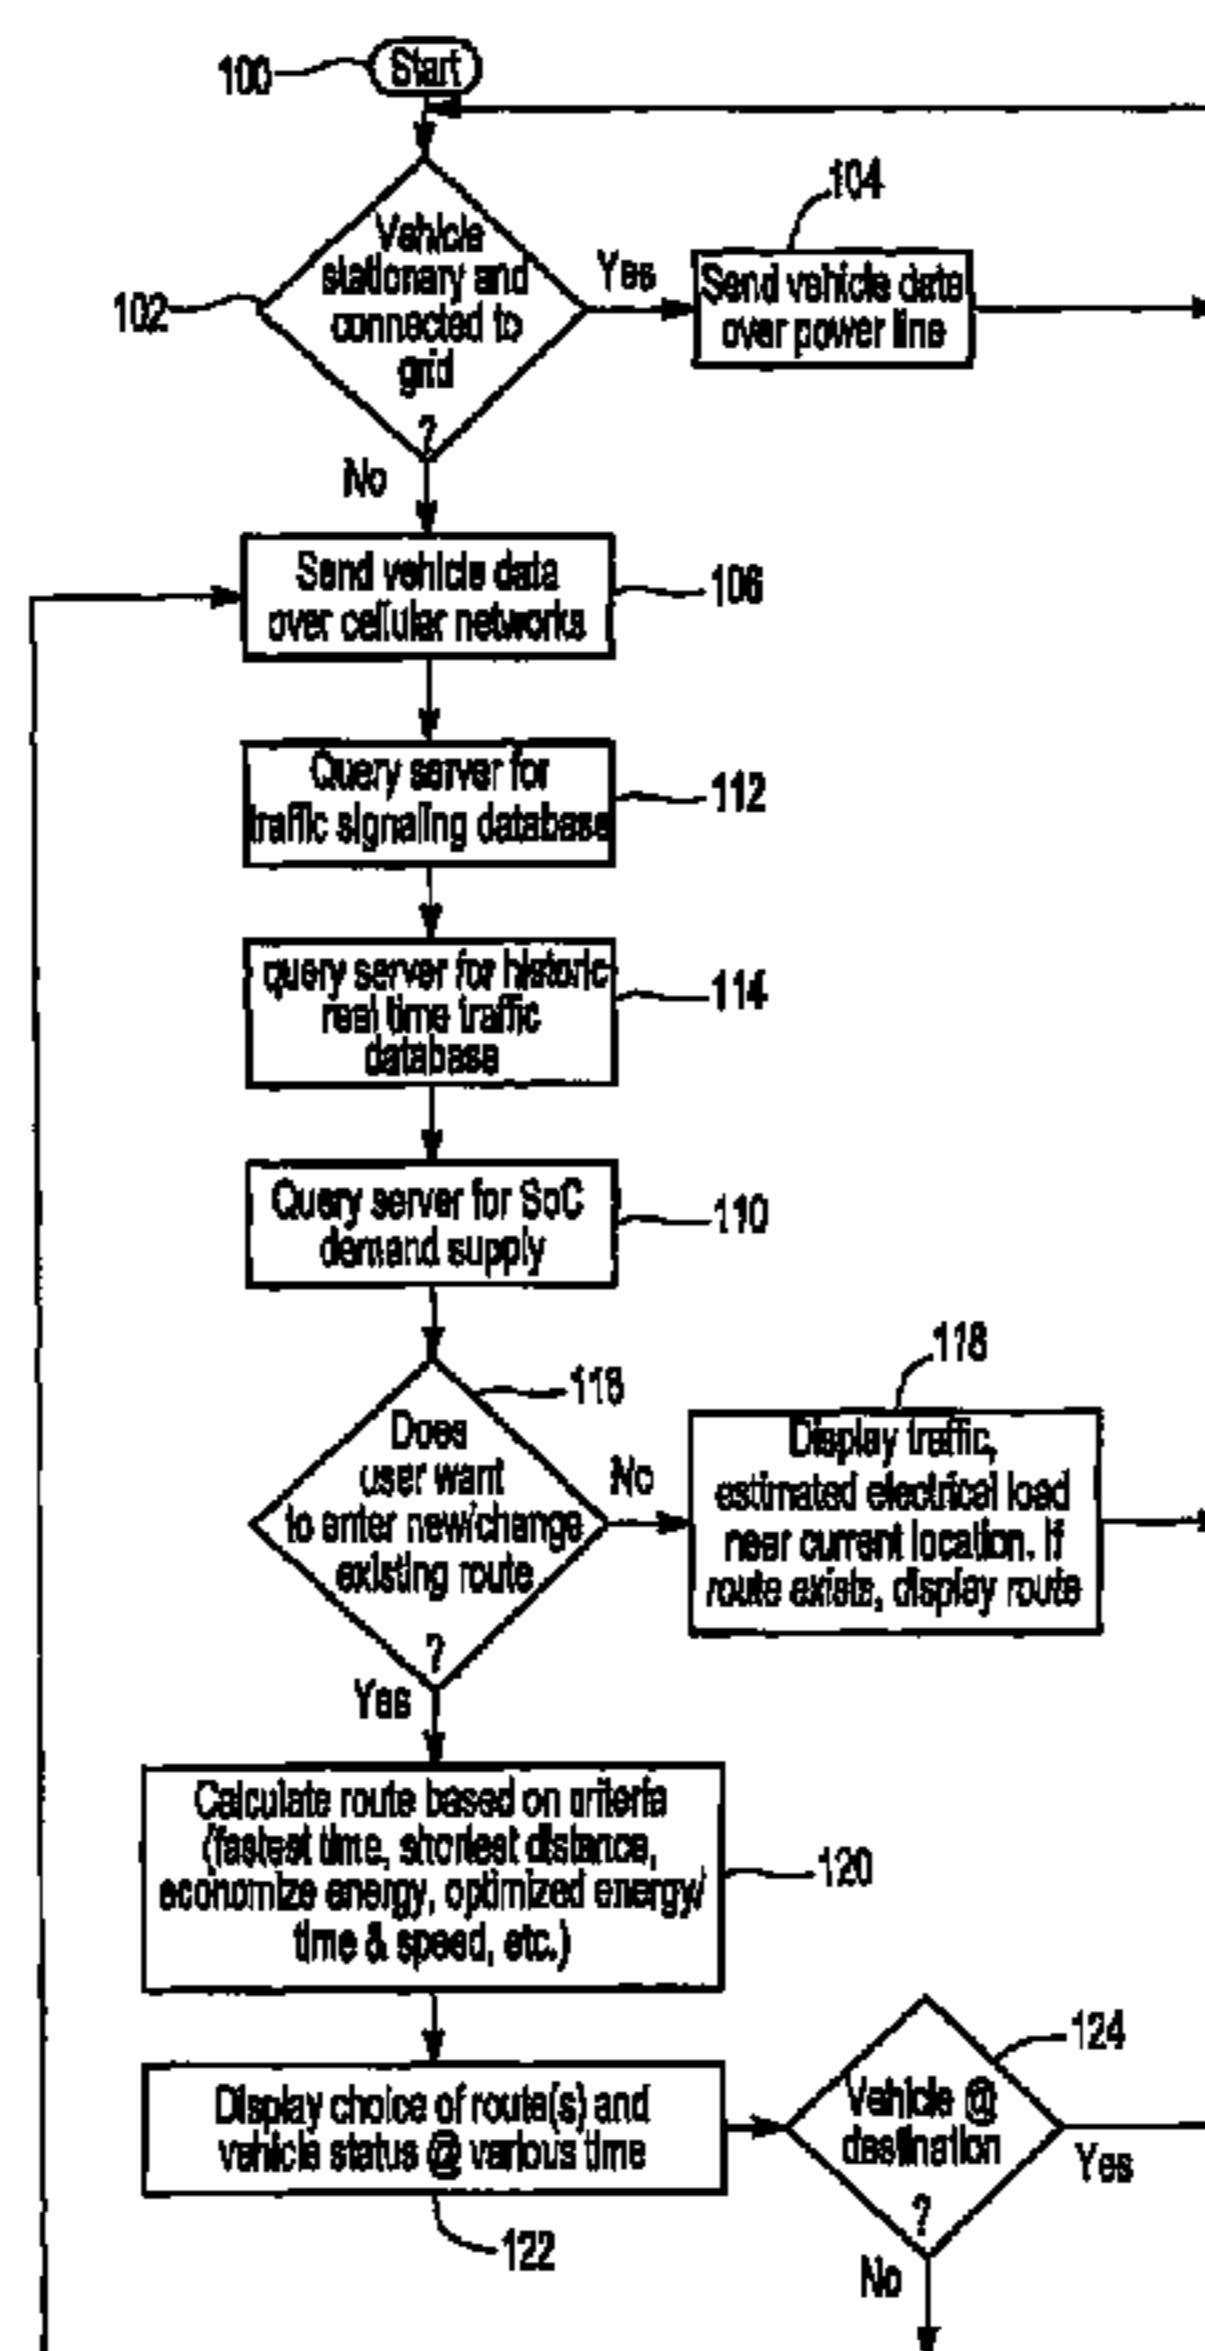 100
Start
104
Vehicle
stationary and
connected to
grid
?
102
Yes
Send vehicle data
over power line
No
Send vehicle data
over cellular networks
106
Query server for
traffic signaling database
112
query server for historic
real time traffic
database
114
Query server for SoC
demand supply
110
118
116
Does
user want
to enter new/change
existing route
?
No
Display traffic,
estimated electrical load
near current location. If
route exists, display route
Yes
Calculate route based on criteria
(fastest time, shortest distance,
economize energy, optimized energy/
time & speed, etc.)
120
124
Display choice of route(s) and
vehicle status @ various time
122
Vehicle @
destination
?
Yes
No